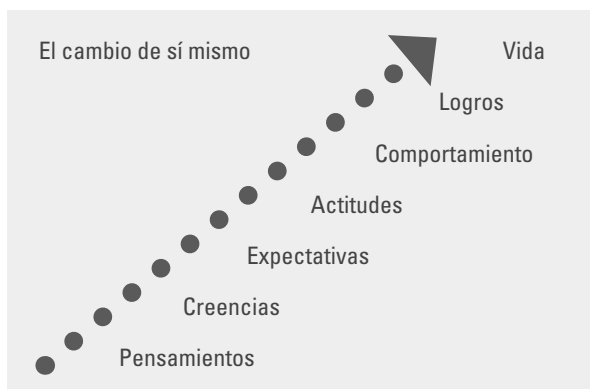 El cambio de sí mismo
Vida
Logros
Comportamiento
Actitudes
Expectativas
Creencias
Pensamientos